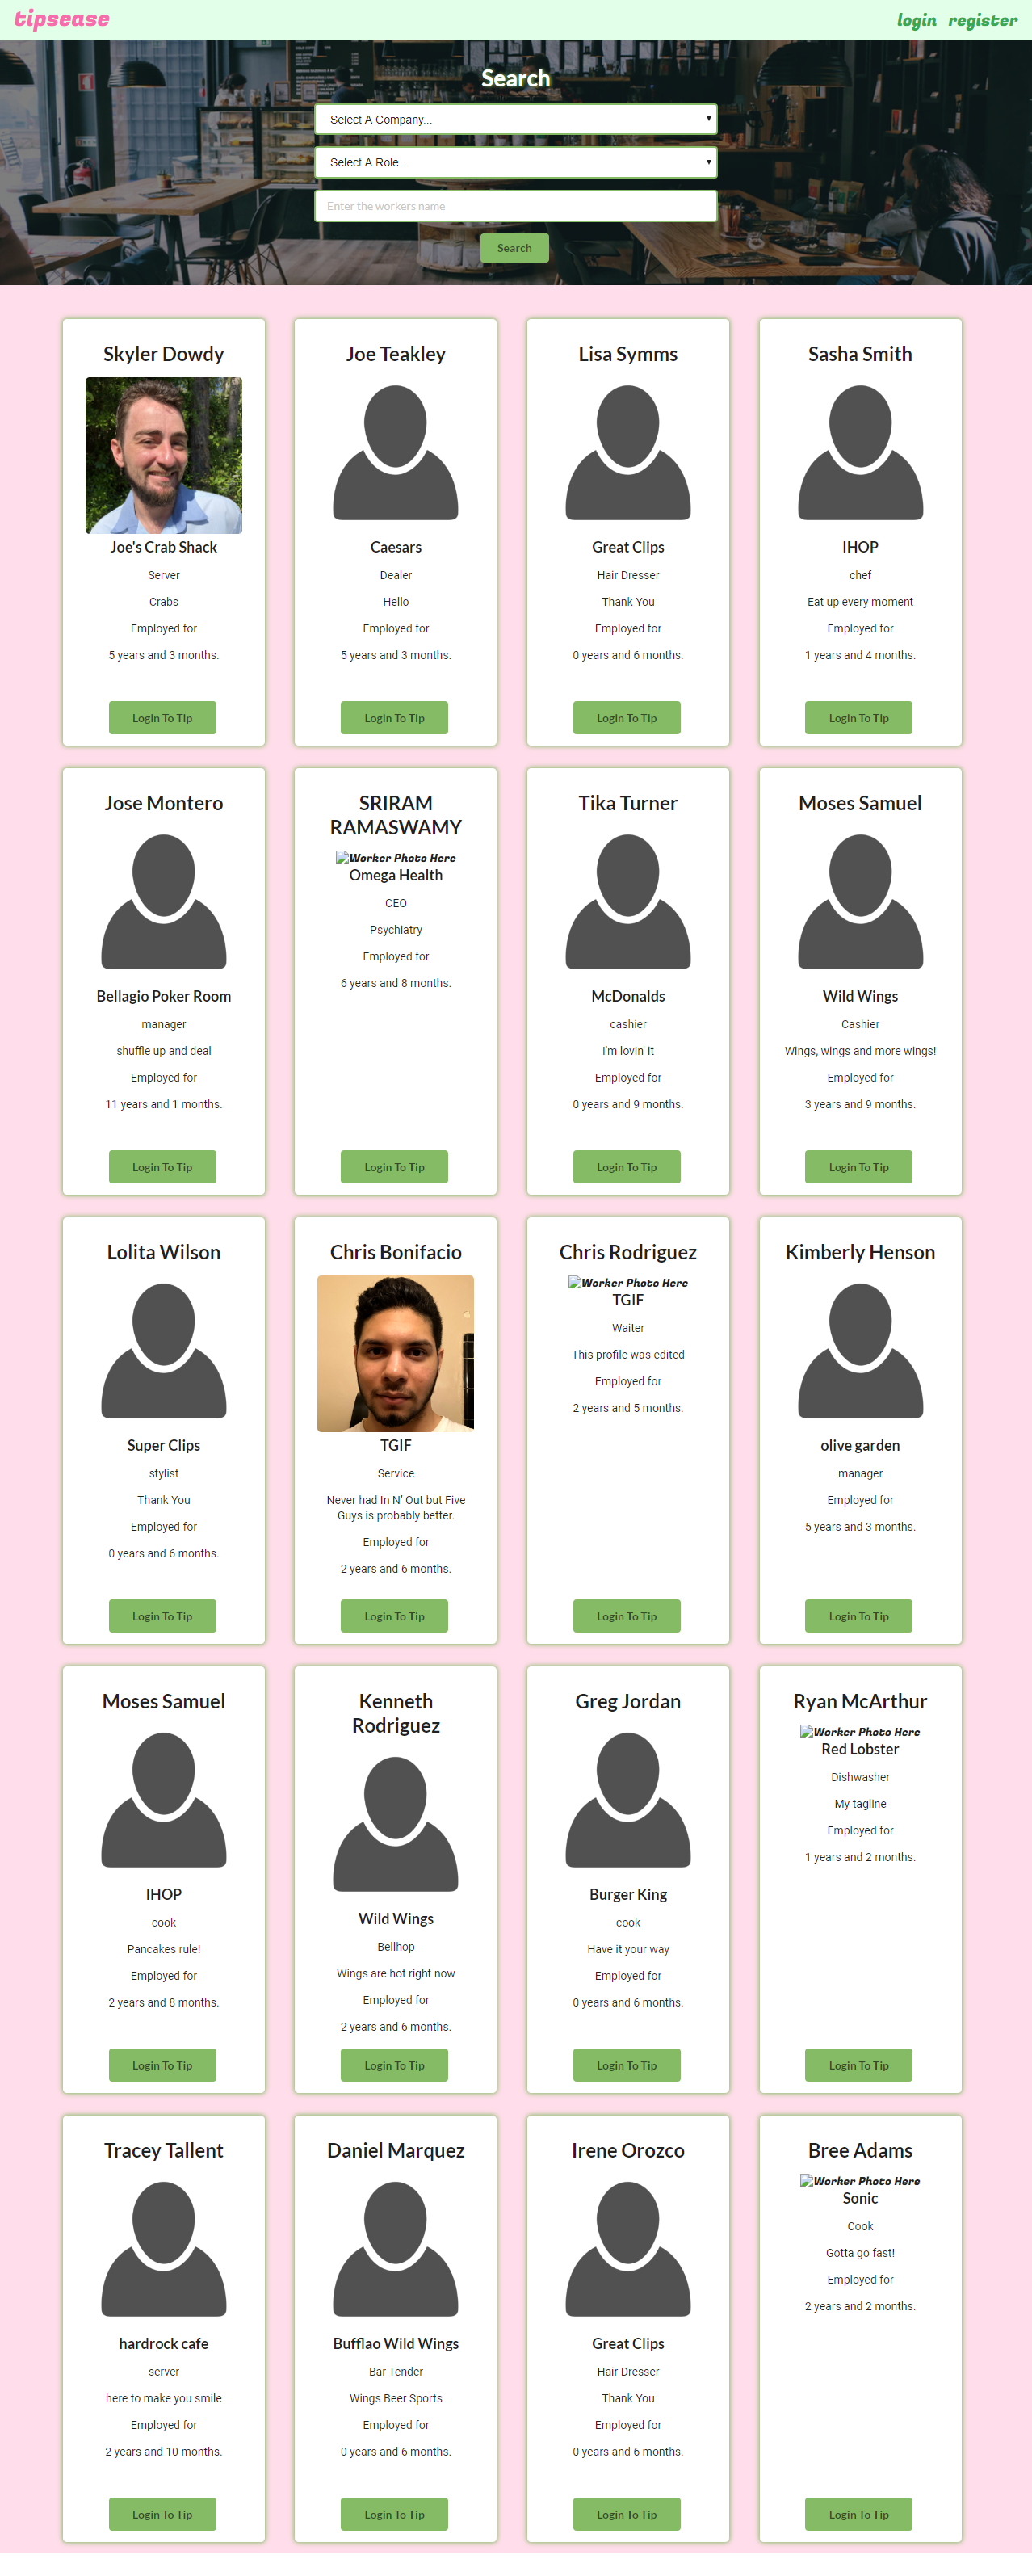 tipsease
login register
Search
Select A Company...
Select A Role...
Enter the workers name
Search
Skyler Dowdy
Joe's Crab Shack
Server
Crabs
Employed for
5 years and 3 months.
Login To Tip
Joe Teakley
Caesars
Dealer
Hello
Employed for
5 years and 3 months.
Login To Tip
Lisa Symms
Great Clips
Hair Dresser
Thank You
Employed for
0 years and 6 months.
Login To Tip
Sasha Smith
IHOP
chef
Eat up every moment
Employed for
1 years and 4 months.
Login To Tip
Jose Montero
Bellagio Poker Room
manager
shuffle up and deal
Employed for
11 years and 1 months.
Login To Tip
SRIRAM
RAMASWAMY
Worker Photo Here
Omega Health
CEO
Psychiatry
Employed for
6 years and 8 months.
Login To Tip
Tika Turner
McDonalds
cashier
I'm lovin' it
Employed for
0 years and 9 months.
Login To Tip
Moses Samuel
Wild Wings
Cashier
Wings, wings and more wings!
Employed for
3 years and 9 months.
Login To Tip
Lolita Wilson
Super Clips
stylist
Thank You
Employed for
0 years and 6 months.
Login To Tip
Chris Bonifacio
TGIF
Service
Never had In N' Out but Five
Guys is probably better.
Employed for
2 years and 6 months.
Login To Tip
Chris Rodriguez
Worker Photo Here
TGIF
Waiter
This profile was edited
Employed for
2 years and 5 months.
Login To Tip
Kimberly Henson
olive garden
manager
Employed for
5 years and 3 months.
Login To Tip
Moses Samuel
IHOP
cook
Pancakes rule!
Employed for
2 years and 8 months.
Login To Tip
Kenneth
Rodriguez
Wild Wings
Bellhop
Wings are hot right now
Employed for
2 years and 6 months.
Login To Tip
Greg Jordan
Burger King
cook
Have it your way
Employed for
0 years and 6 months.
Login To Tip
Ryan McArthur
Worker Photo Here
Red Lobster
Dishwasher
My tagline
Employed for
1 years and 2 months.
Login To Tip
Tracey Tallent
hardrock cafe
server
here to make you smile
Employed for
2 years and 10 months.
Login To Tip
Daniel Marquez
Bufflao Wild Wings
Bar Tender
Wings Beer Sports
Employed for
0 years and 6 months.
Login To Tip
Irene Orozco
Great Clips
Hair Dresser
Thank You
Employed for
0 years and 6 months.
Login To Tip
Bree Adams
Worker Photo Here
Sonic
Cook
Gotta go fast!
Employed for
2 years and 2 months.
Login To Tip